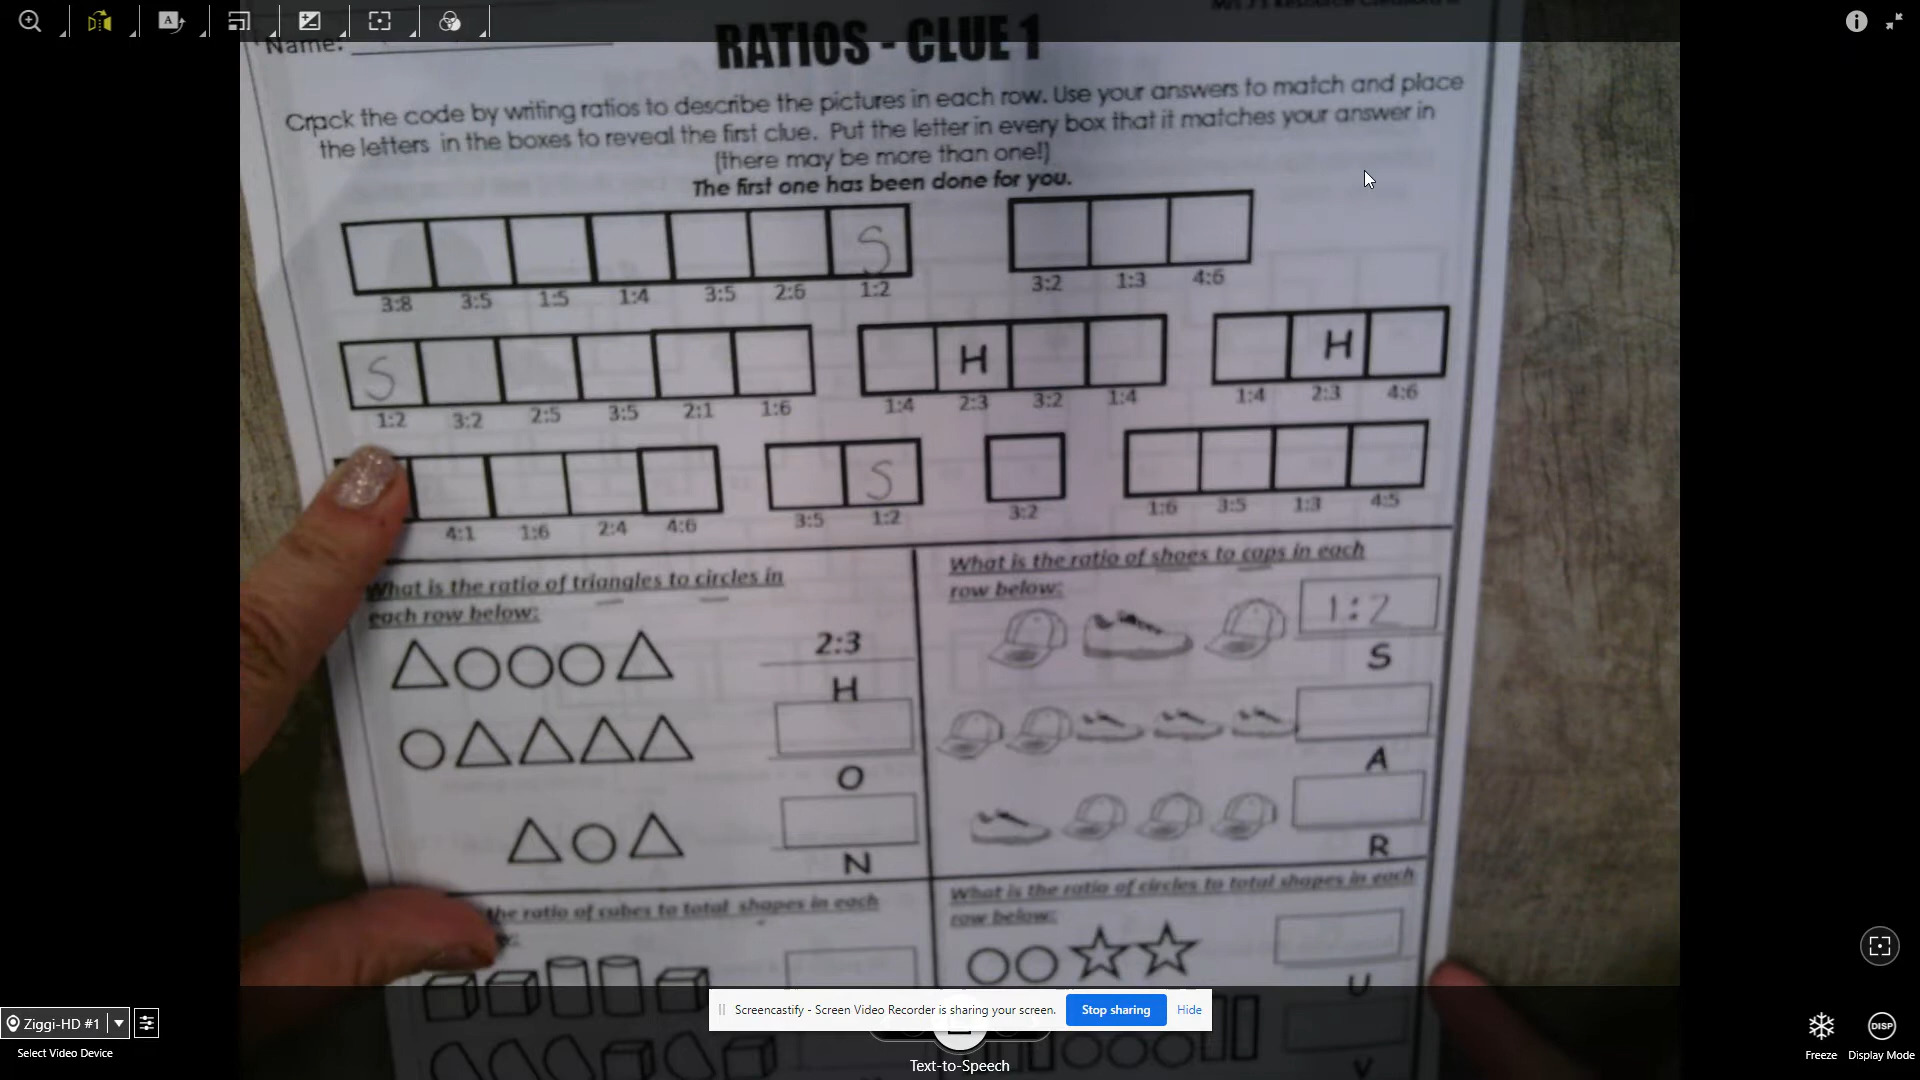 Name:
RATIOS - CLUE 1
Crack the code by writing ratios to describe the pictures in each row. Use your answers to match and place
the letters in the boxes to reveal the first clue. Put the letter in every box that it matches your answer in
(there may be more than one!)
The first one has been done for you.
S
3:8 3:5 1:5 1:4 3:5 2:6 1:2 3:2 1:3 4:6
S H H
1:2 3:2 2:5 3:5 2:1 1:6 1:4 2:3 3:2 1:4 1:4 2:3 4:6
S
4:1 1:6 2:4 4:6 3:5 1:2 3:2 1:6 3:5 1:3 4:5
What is the ratio of triangles to circles in
each row below:
2:3
H
O
N
What is the ratio of shoes to caps in each
row below:
1:2
S
A
R
the ratio of cubes to total shapes in each
What is the ratio of circles to total shapes in each
row below:
U
V
Screencastify - Screen Video Recorder is sharing your screen. Stop sharing Hide
Ziggi-HD #1
Select Video Device
Text-to-Speech
Freeze
DISP
Display Mode